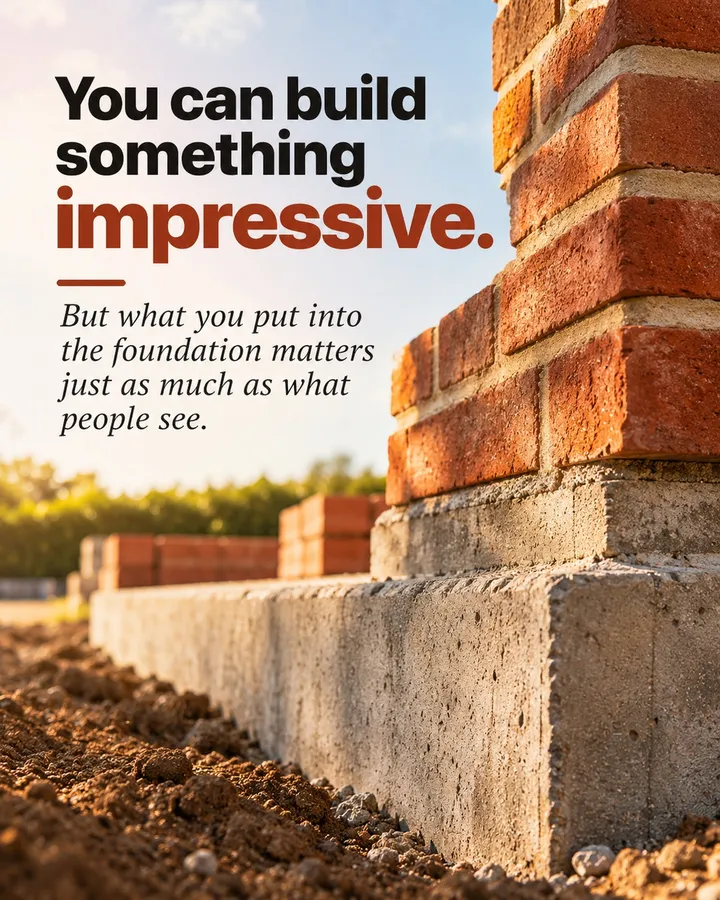 You can build
something
impressive.
But what you put into
the foundation matters
just as much as what
people see.